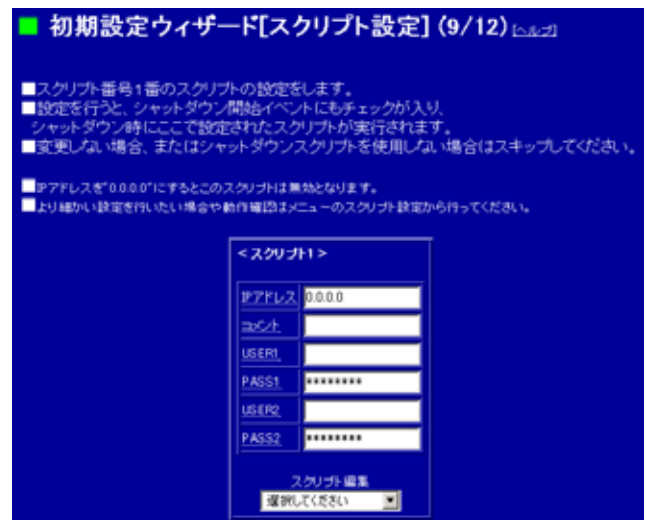 初期設定ウィザード[スクリプト設定] (9/12) [ヘルプ]
スクリプト番号1番のスクリプトの設定をします。
設定を行うと、シャットダウン開始イベントにもチェックが入り、
シャットダウン時にここで設定されたスクリプトが実行されます。
変更しない場合、またはシャットダウンスクリプトを使用しない場合はスキップしてください。
IPアドレスを"0.0.0.0"にするとこのスクリプトは無効となります。
より細かい設定を行いたい場合や動作確認はメニューのスクリプト設定から行ってください。
<スクリプト1>
IPアドレス 0.0.0.0
コメント
USER1
PASS1 ********
USER2
PASS2 ********
スクリプト編集
選択してください